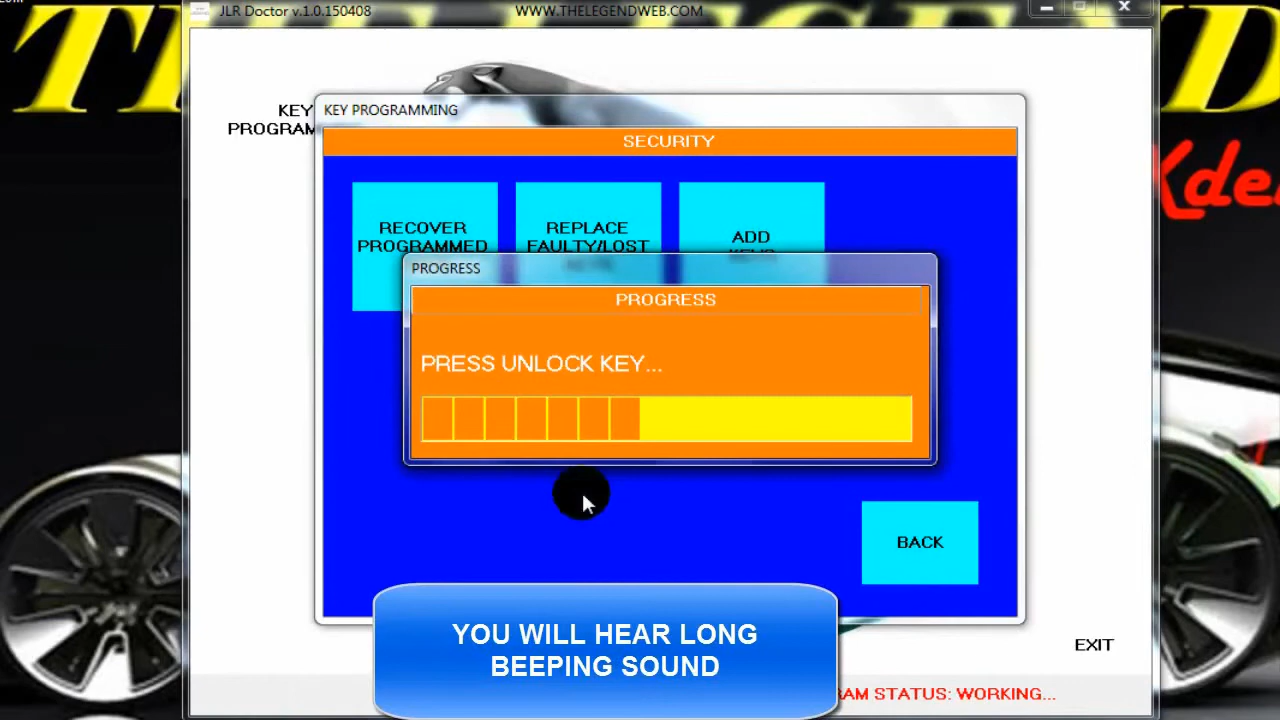 JLR Doctor v.1.0.150408
WWW.THELEGENDWEB.COM
KEY
PROGRAM
KEY PROGRAMMING
SECURITY
RECOVER
PROGRAMMED
REPLACE
FAULTY/LOST
ADD
KEYS
PROGRESS
PROGRESS
PRESS UNLOCK KEY...
BACK
YOU WILL HEAR LONG
BEEPING SOUND
EXIT
RAM STATUS: WORKING...